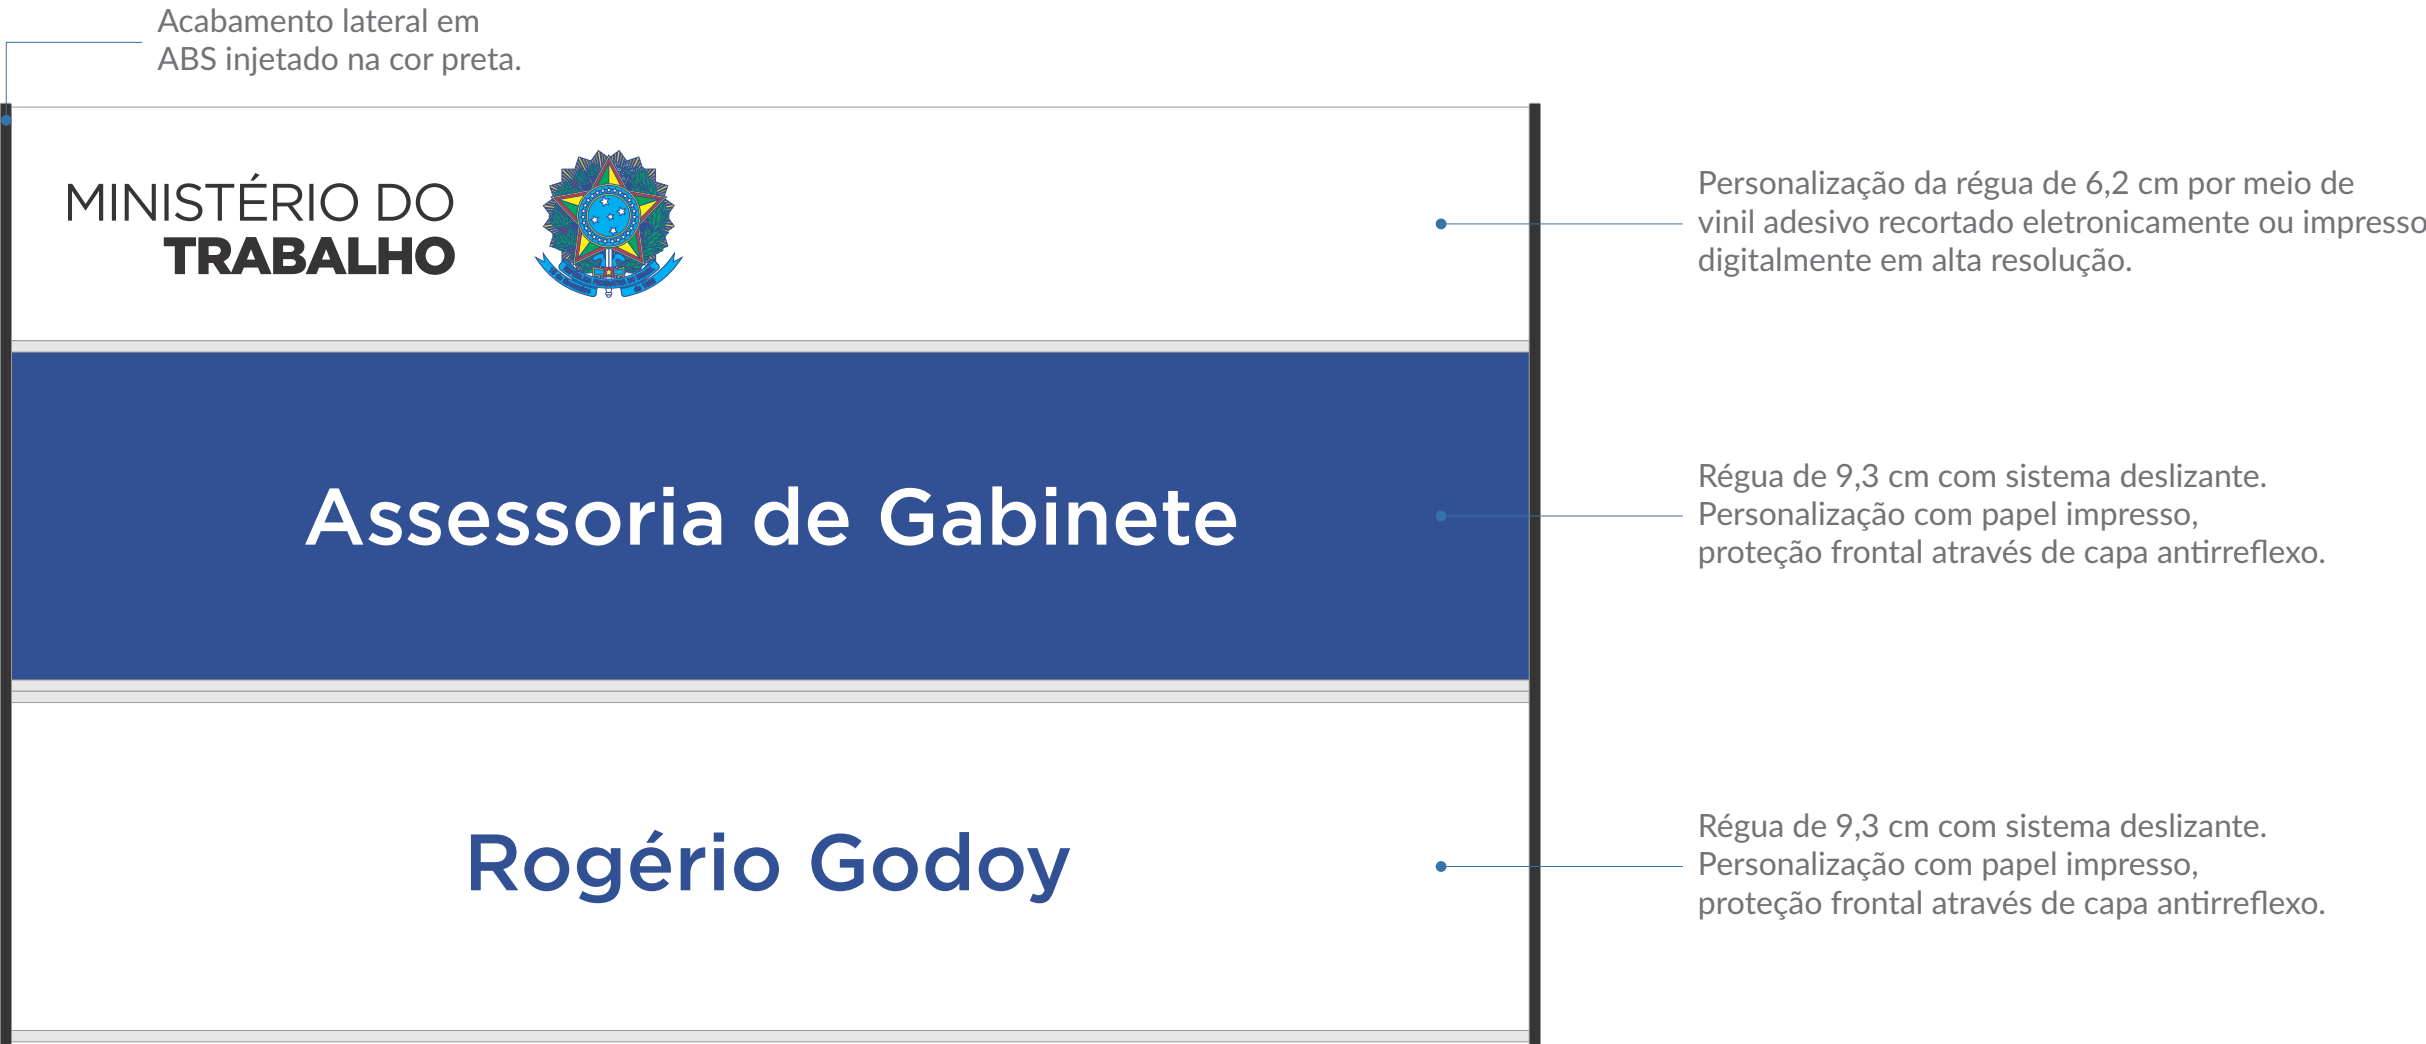 Acabamento lateral em
ABS injetado na cor preta.
MINISTÉRIO DO
TRABALHO
Personalização da régua de 6,2 cm por meio de
vinil adesivo recortado eletronicamente ou impresso
digitalmente em alta resolução.
Assessoria de Gabinete
Régua de 9,3 cm com sistema deslizante.
Personalização com papel impresso,
proteção frontal através de capa antirreflexo.
Rogério Godoy
Régua de 9,3 cm com sistema deslizante.
Personalização com papel impresso,
proteção frontal através de capa antirreflexo.